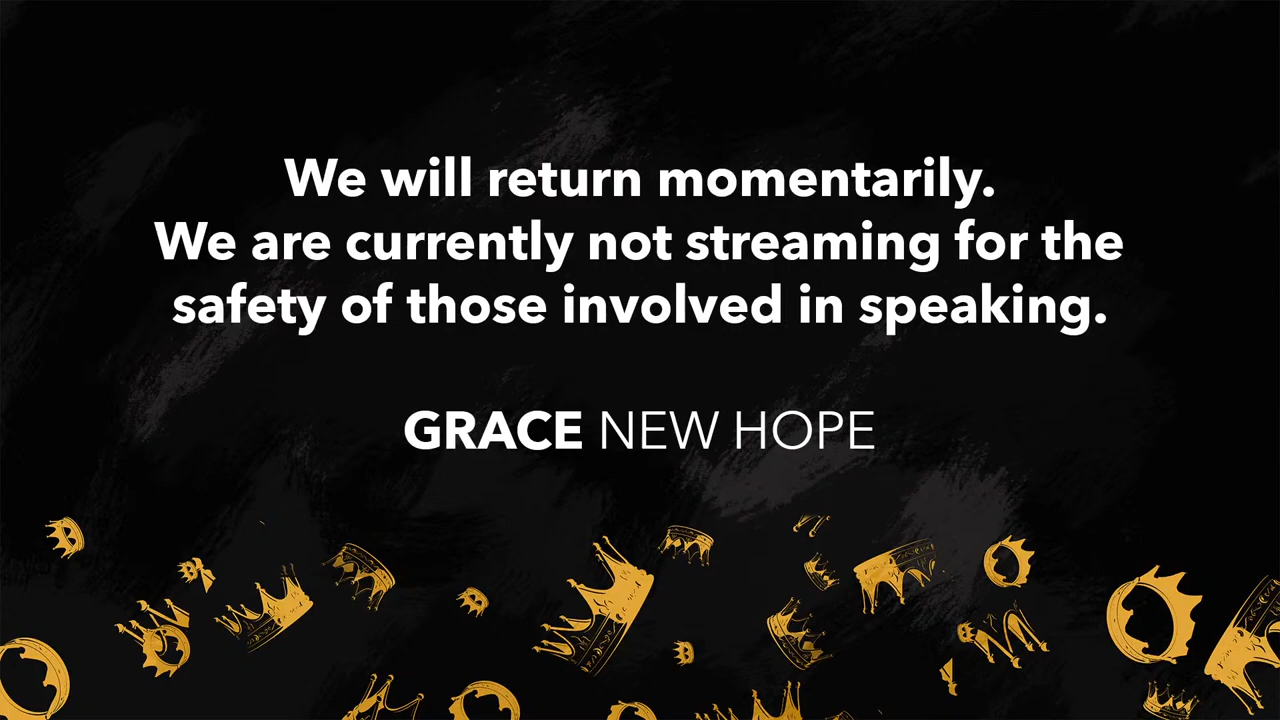 We will return momentarily.
We are currently not streaming for the
safety of those involved in speaking.
GRACE NEW HOPE